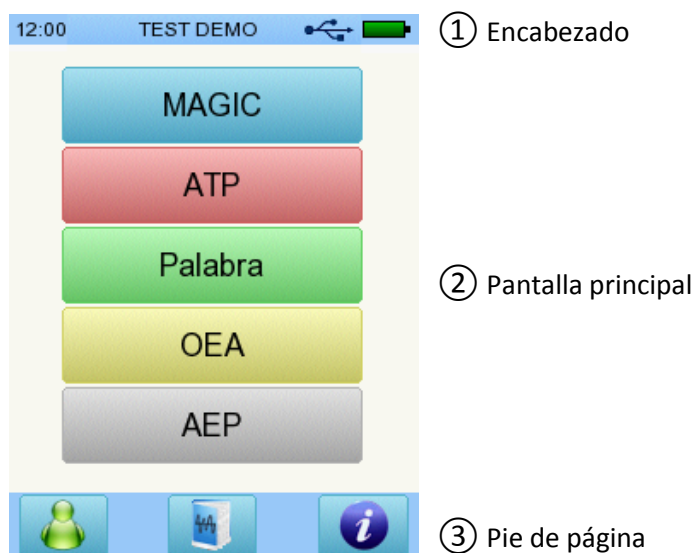 12:00 TEST DEMO ① Encabezado
MAGIC
ATP
Palabra
② Pantalla principal
OEA
AEP
i ③ Pie de página